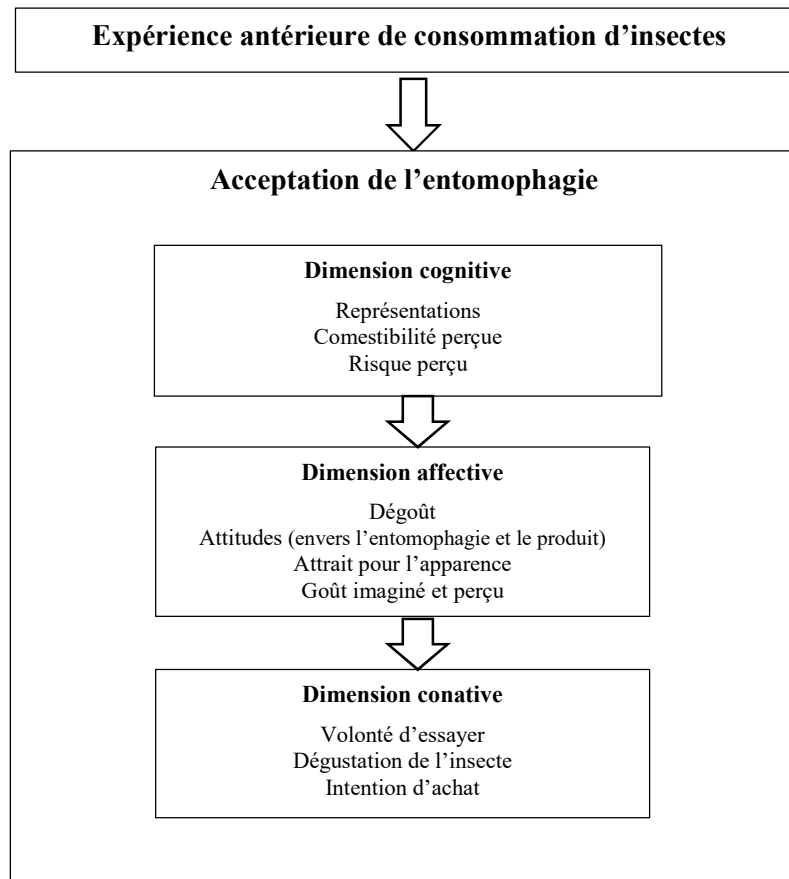 Expérience antérieure de consommation d’insectes
Acceptation de l’entomophagie
Dimension cognitive
Représentations
Comestibilité perçue
Risque perçu
Dimension affective
Dégoût
Attitudes (envers l’entomophagie et le produit)
Attrait pour l’apparence
Goût imaginé et perçu
Dimension conative
Volonté d’essayer
Dégustation de l’insecte
Intention d’achat